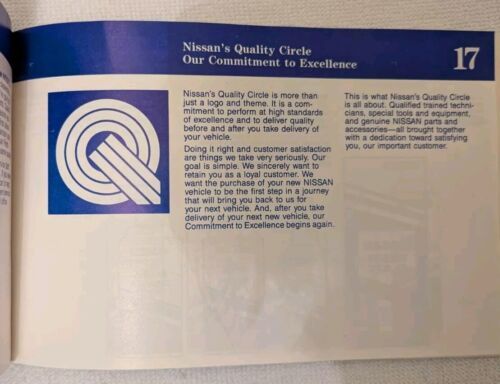 Nissan's Quality Circle
Our Commitment to Excellence
17
Nissan's Quality Circle is more than
just a logo and theme. It is a com-
mitment to perform at high standards
of excellence and to deliver quality
before and after you take delivery of
your vehicle.
Doing it right and customer satisfaction
are things we take very seriously. Our
goal is simple. We sincerely want to
retain you as a loyal customer. We
want the purchase of your new NISSAN
vehicle to be the first step in a journey
that will bring you back to us for
your next vehicle. And, after you take
delivery of your next new vehicle, our
Commitment to Excellence begins again.
This is what Nissan's Quality Circle
is all about. Qualified trained techni-
cians, special tools and equipment,
and genuine NISSAN parts and
accessories—all brought together
with a dedication toward satisfying
you, our important customer.